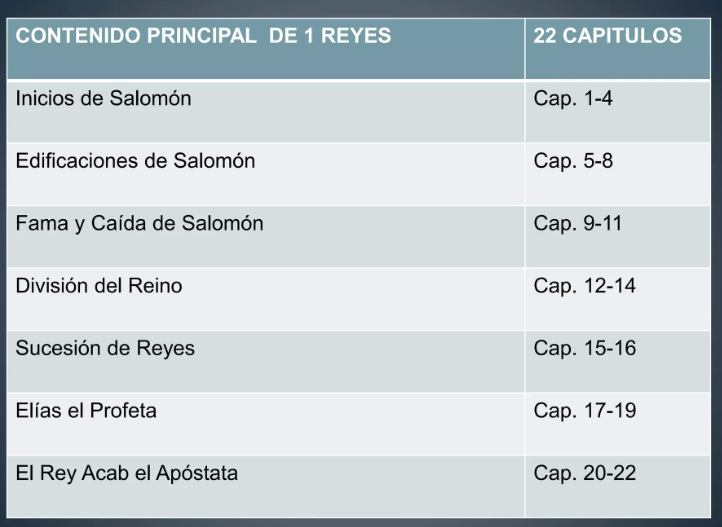 CONTENIDO PRINCIPAL DE 1 REYES 22 CAPITULOS
Inicios de Salomón Cap. 1-4
Edificaciones de Salomón Cap. 5-8
Fama y Caída de Salomón Cap. 9-11
División del Reino Cap. 12-14
Sucesión de Reyes Cap. 15-16
Elías el Profeta Cap. 17-19
El Rey Acab el Apóstata Cap. 20-22